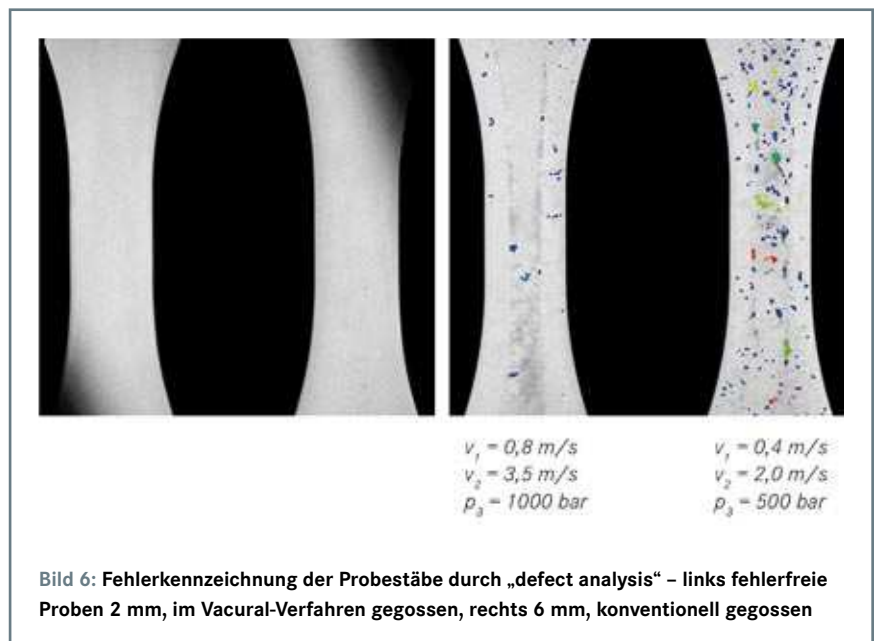 v₁ = 0,8 m/s
v₂ = 3,5 m/s
p₃ = 1000 bar
v₁ = 0,4 m/s
v₂ = 2,0 m/s
p₃ = 500 bar
Bild 6: Fehlerkennzeichnung der Probestäbe durch „defect analysis“ – links fehlerfreie
Proben 2 mm, im Vacural-Verfahren gegossen, rechts 6 mm, konventionell gegossen